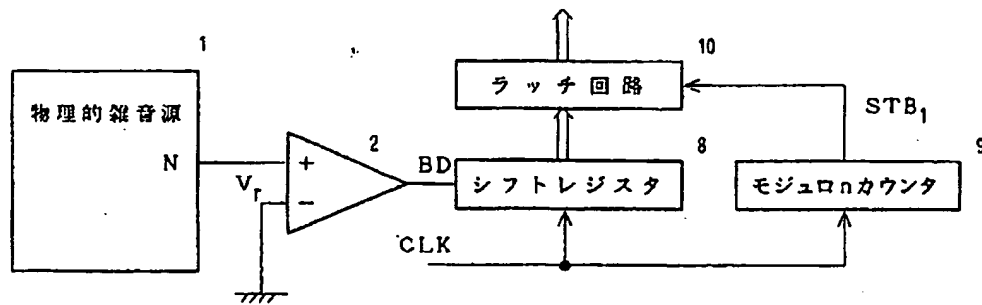 1
物理的雑音源
N
Vr
+
−
2
BD
シフトレジスタ
8
ラッチ回路
10
STB1
モジュロnカウンタ
9
CLK